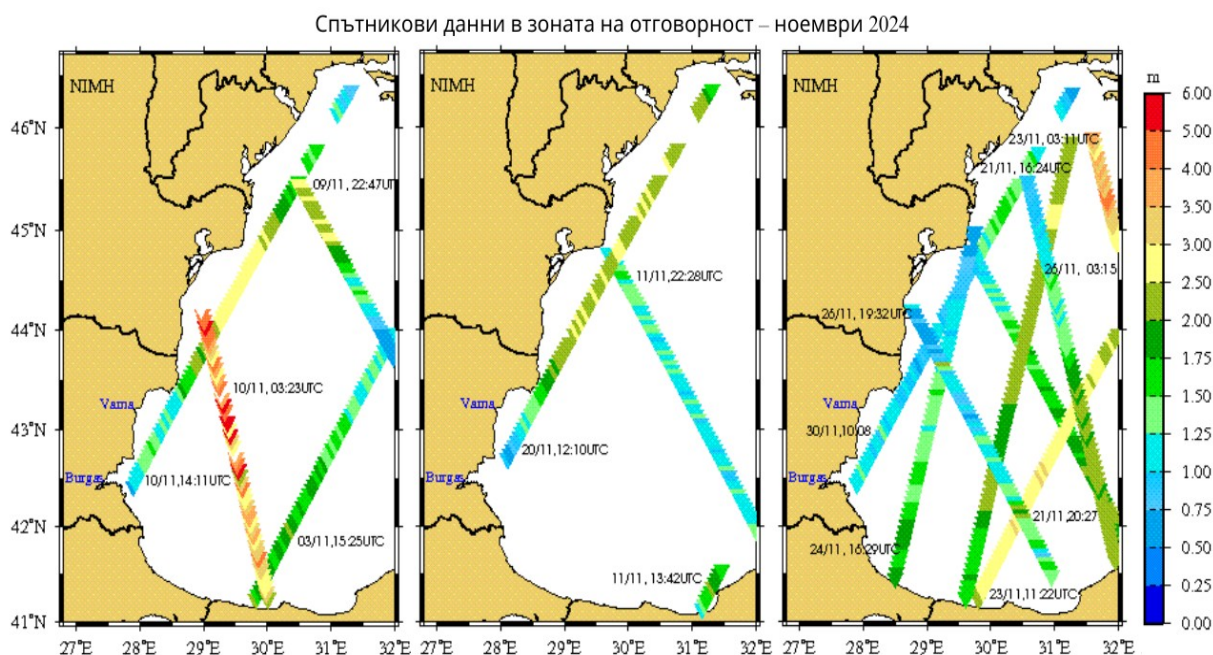 Спътникови данни в зоната на отговорност – ноември 2024
NIMH
46°N
45°N
44°N
43°N
42°N
41°N
27°E 28°E 29°E 30°E 31°E 32°E
09/11, 22:47UT
10/11, 03:23UTC
Varna
Burgas
10/11,14:11UTC
03/11,15:25UTC
NIMH
11/11,22:28UTC
Varna
20/11,12:10UTC
Burgas
11/11, 13:42UTC
27°E 28°E 29°E 30°E 31°E 32°E
NIMH
23/11, 03:11UTC
21/11,16:24UTC
26/11, 03:15
26/11, 19:32UTC
Varna
30/11,10:08
Burgas
21/11,20:27
24/11, 16:29UTC
23/11,11:22UTC
27°E 28°E 29°E 30°E 31°E 32°E
m
6.00
5.00
4.00
3.50
3.00
2.50
2.00
1.75
1.50
1.25
1.00
0.75
0.50
0.25
0.00